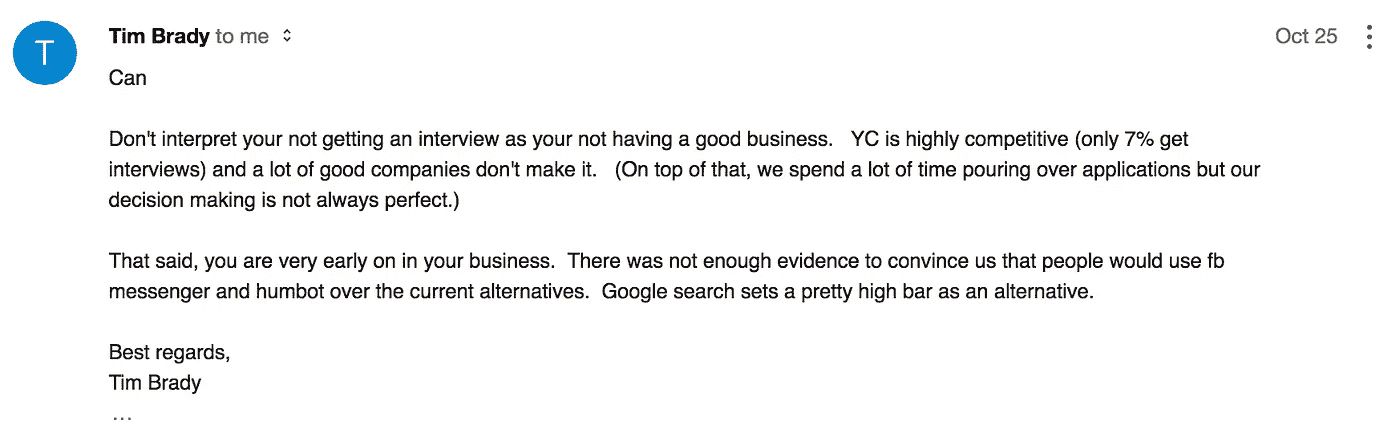 T
Tim Brady to me
Oct 25
Can
Don't interpret your not getting an interview as your not having a good business. YC is highly competitive (only 7% get
interviews) and a lot of good companies don't make it. (On top of that, we spend a lot of time pouring over applications but our
decision making is not always perfect.)
That said, you are very early on in your business. There was not enough evidence to convince us that people would use fb
messenger and humbot over the current alternatives. Google search sets a pretty high bar as an alternative.
Best regards,
Tim Brady
...